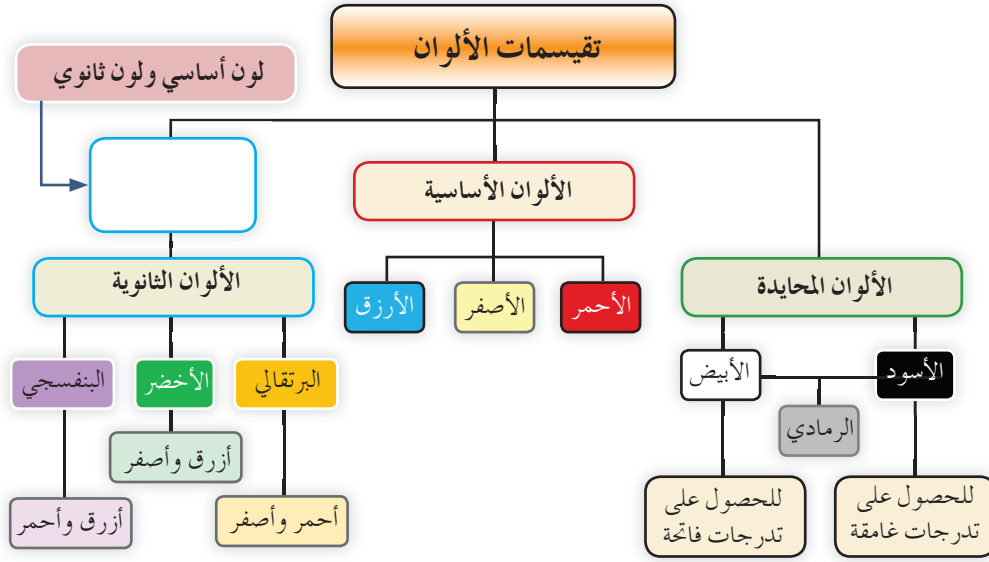 تقيسمات الألوان
لون أساسي ولون ثانوي
الألوان الأساسية
الأحمر
الأصفر
الأزرق
الألوان المحايدة
الأسود
الأبيض
الرمادي
للحصول على
تدرجات غامقة
للحصول على
تدرجات فاتحة
الألوان الثانوية
البرتقالي
الأخضر
البنفسجي
أحمر وأصفر
أزرق وأصفر
أزرق وأحمر